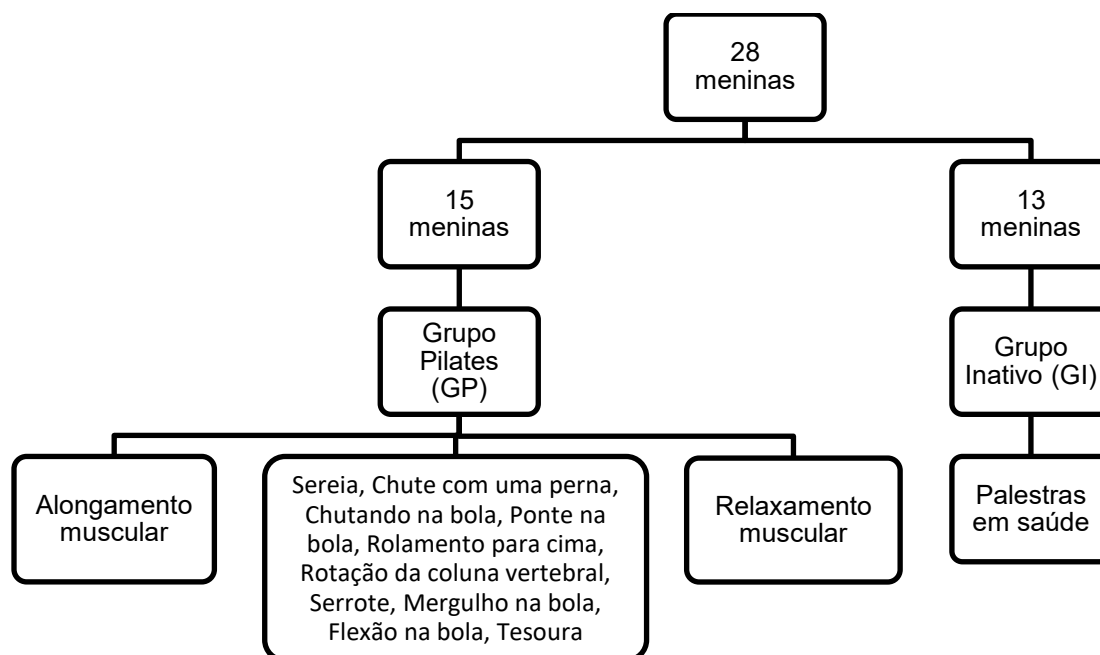 28
meninas
15
meninas
13
meninas
Grupo
Pilates
(GP)
Grupo
Inativo (GI)
Alongamento
muscular
Sereia, Chute com uma perna,
Chutando na bola, Ponte na
bola, Rolamento para cima,
Rotação da coluna vertebral,
Serrote, Mergulho na bola,
Flexão na bola, Tesoura
Relaxamento
muscular
Palestras
em saúde